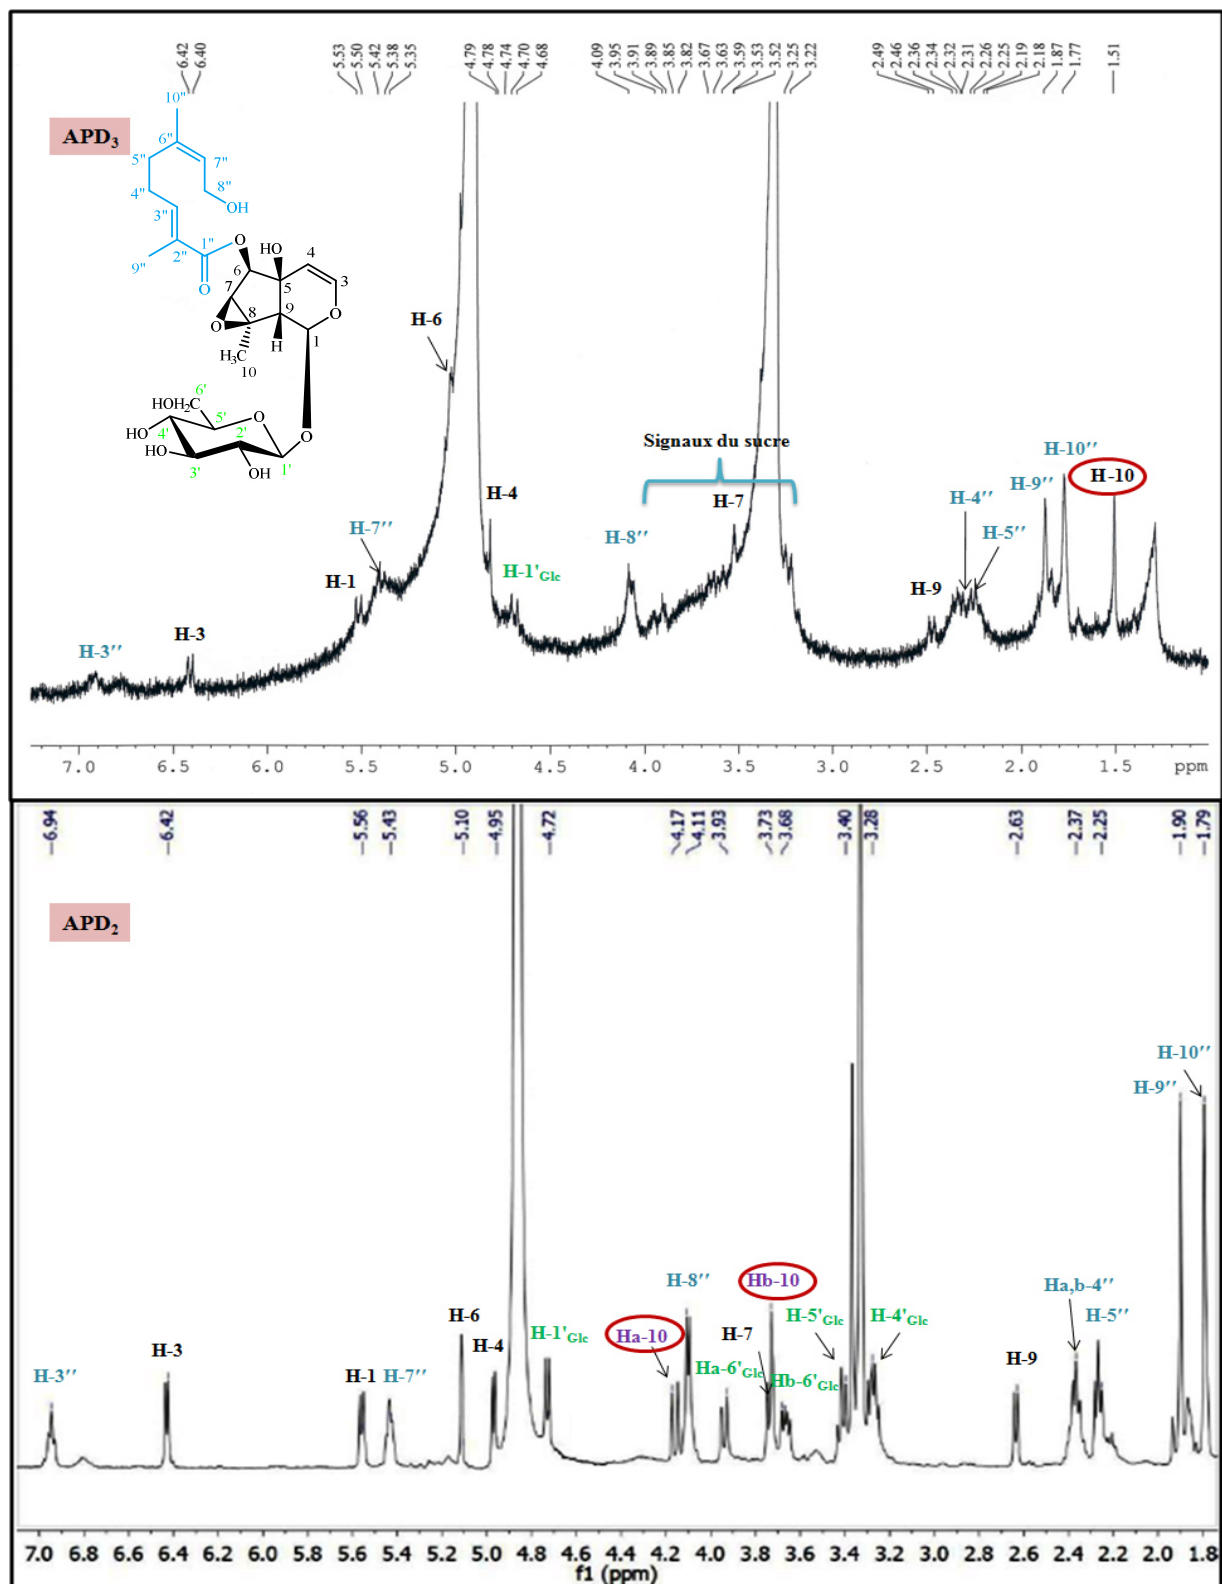 6.42
6.40
5.53
5.50
5.42
5.38
5.35
4.79
4.78
4.74
4.70
4.68
4.09
3.95
3.91
3.89
3.85
3.82
3.67
3.63
3.59
3.53
3.52
3.25
3.22
2.49
2.46
2.36
2.34
2.32
2.31
2.26
2.25
2.19
2.18
1.87
1.77
1.51
APD3
10''
6''
5''
7''
4''
8''
OH
3''
9''
2''
1''
O
O
HO
4
6
3
7
5
8
9
O
O
H
1
H3C
10
6'
HOH2C
5'
O
O
HO
4'
2'
HO
3'
OH
1'
H-3''
H-3
H-1
H-7''
H-6
H-4
H-1'Glc
H-8''
Signaux du sucre
H-7
H-9
H-4''
H-5''
H-9''
H-10''
H-10
7.0 6.5 6.0 5.5 5.0 4.5 4.0 3.5 3.0 2.5 2.0 1.5 ppm
6.94
6.42
5.56
5.43
5.10
4.95
4.72
4.17
4.11
3.93
3.73
3.68
3.40
3.28
2.63
2.37
2.25
1.90
1.79
APD2
H-3''
H-3
H-1
H-7''
H-6
H-4
H-1'Glc
Ha-10
H-8''
Ha-6'Glc
H-7
Hb-10
Hb-6'Glc
H-5'Glc
H-4'Glc
H-9
Ha,b-4''
H-5''
H-9''
H-10''
7.0 6.8 6.6 6.4 6.2 6.0 5.8 5.6 5.4 5.2 5.0 4.8 4.6 4.4 4.2 4.0 3.8 3.6 3.4 3.2 3.0 2.8 2.6 2.4 2.2 2.0 1.8
f1 (ppm)